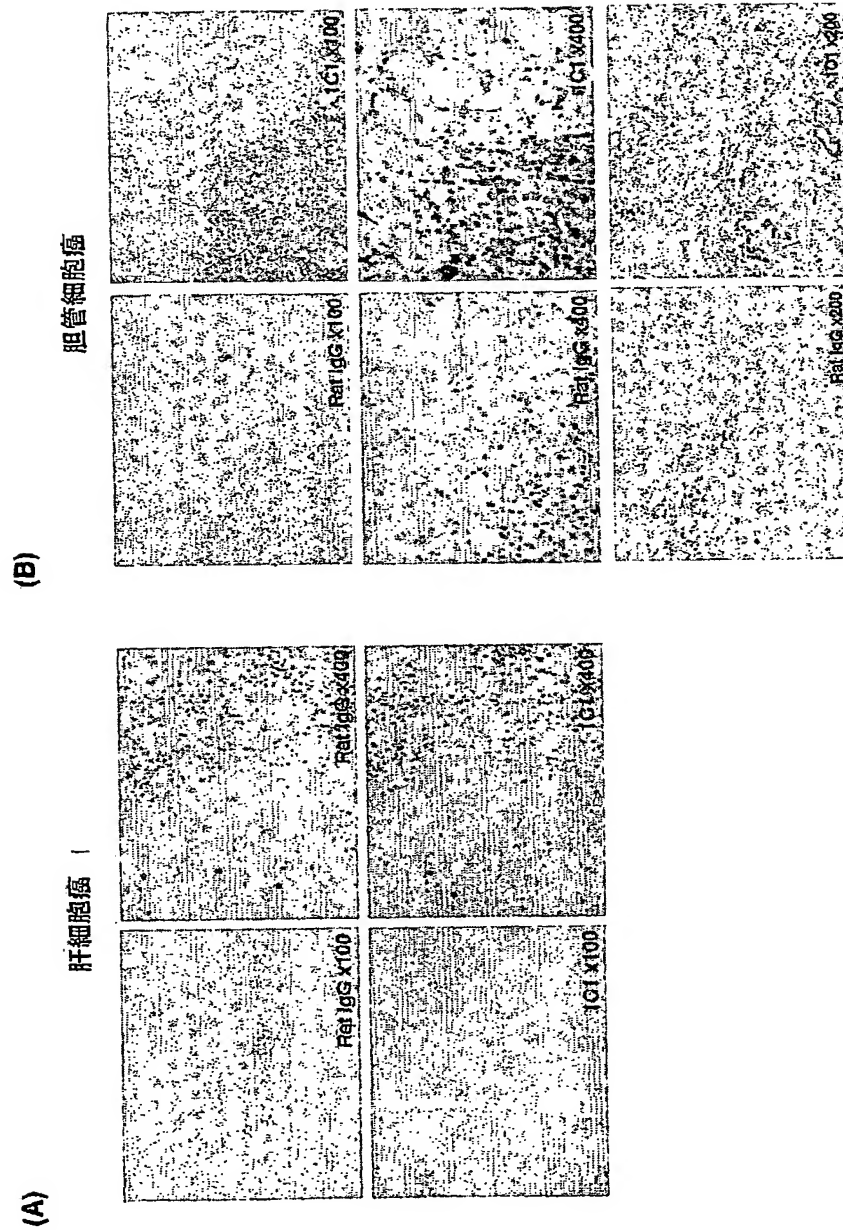 (A)
肝細胞癌 I
Rat IgG x100
Rat IgG x400
1C1 x100
1C1 x400
(B)
胆管細胞癌
Rat IgG x100
1C1 x100
Rat IgG x400
1C1 x400
Rat IgG x200
1C1 x200